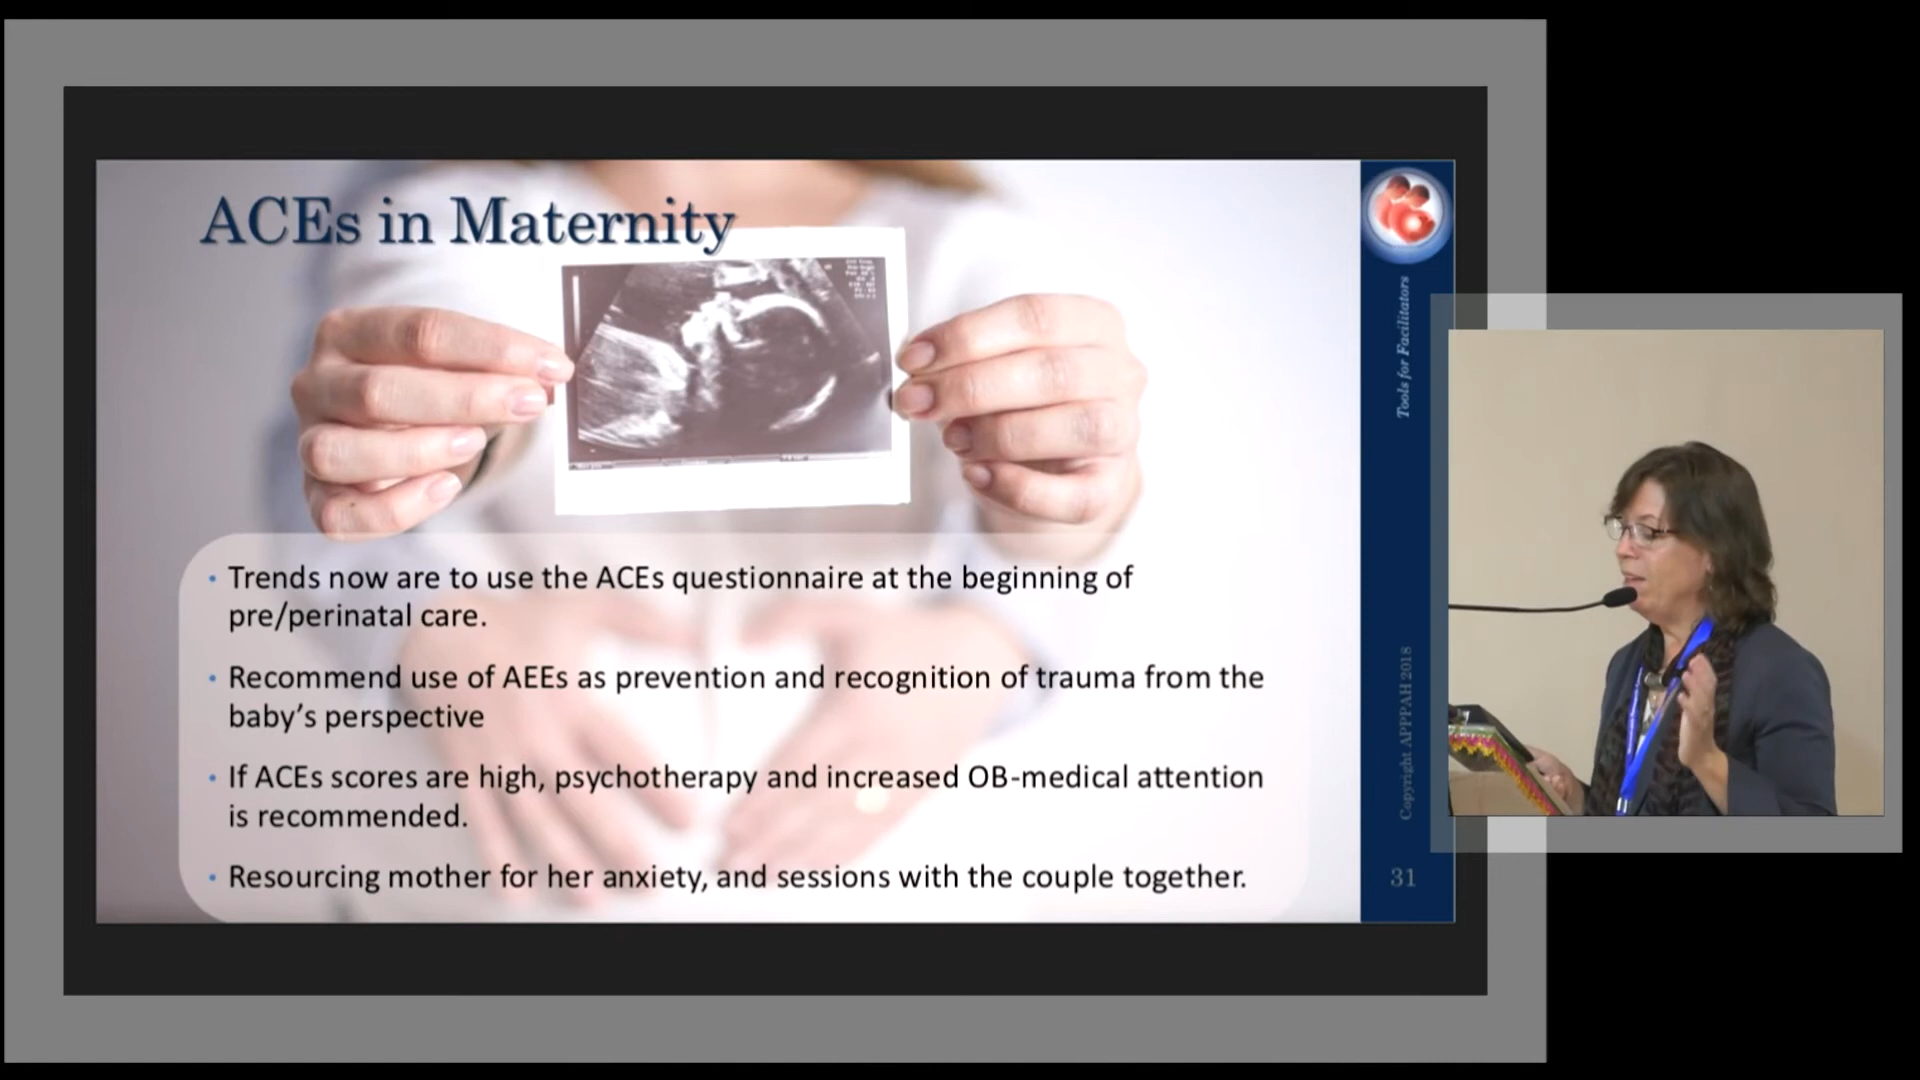 ACEs in Maternity
• Trends now are to use the ACEs questionnaire at the beginning of
pre/perinatal care.
• Recommend use of AEEs as prevention and recognition of trauma from the
baby's perspective
• If ACEs scores are high, psychotherapy and increased OB-medical attention
is recommended.
• Resourcing mother for her anxiety, and sessions with the couple together.
Tools for Facilitators
Copyright APPPAH 2018
31